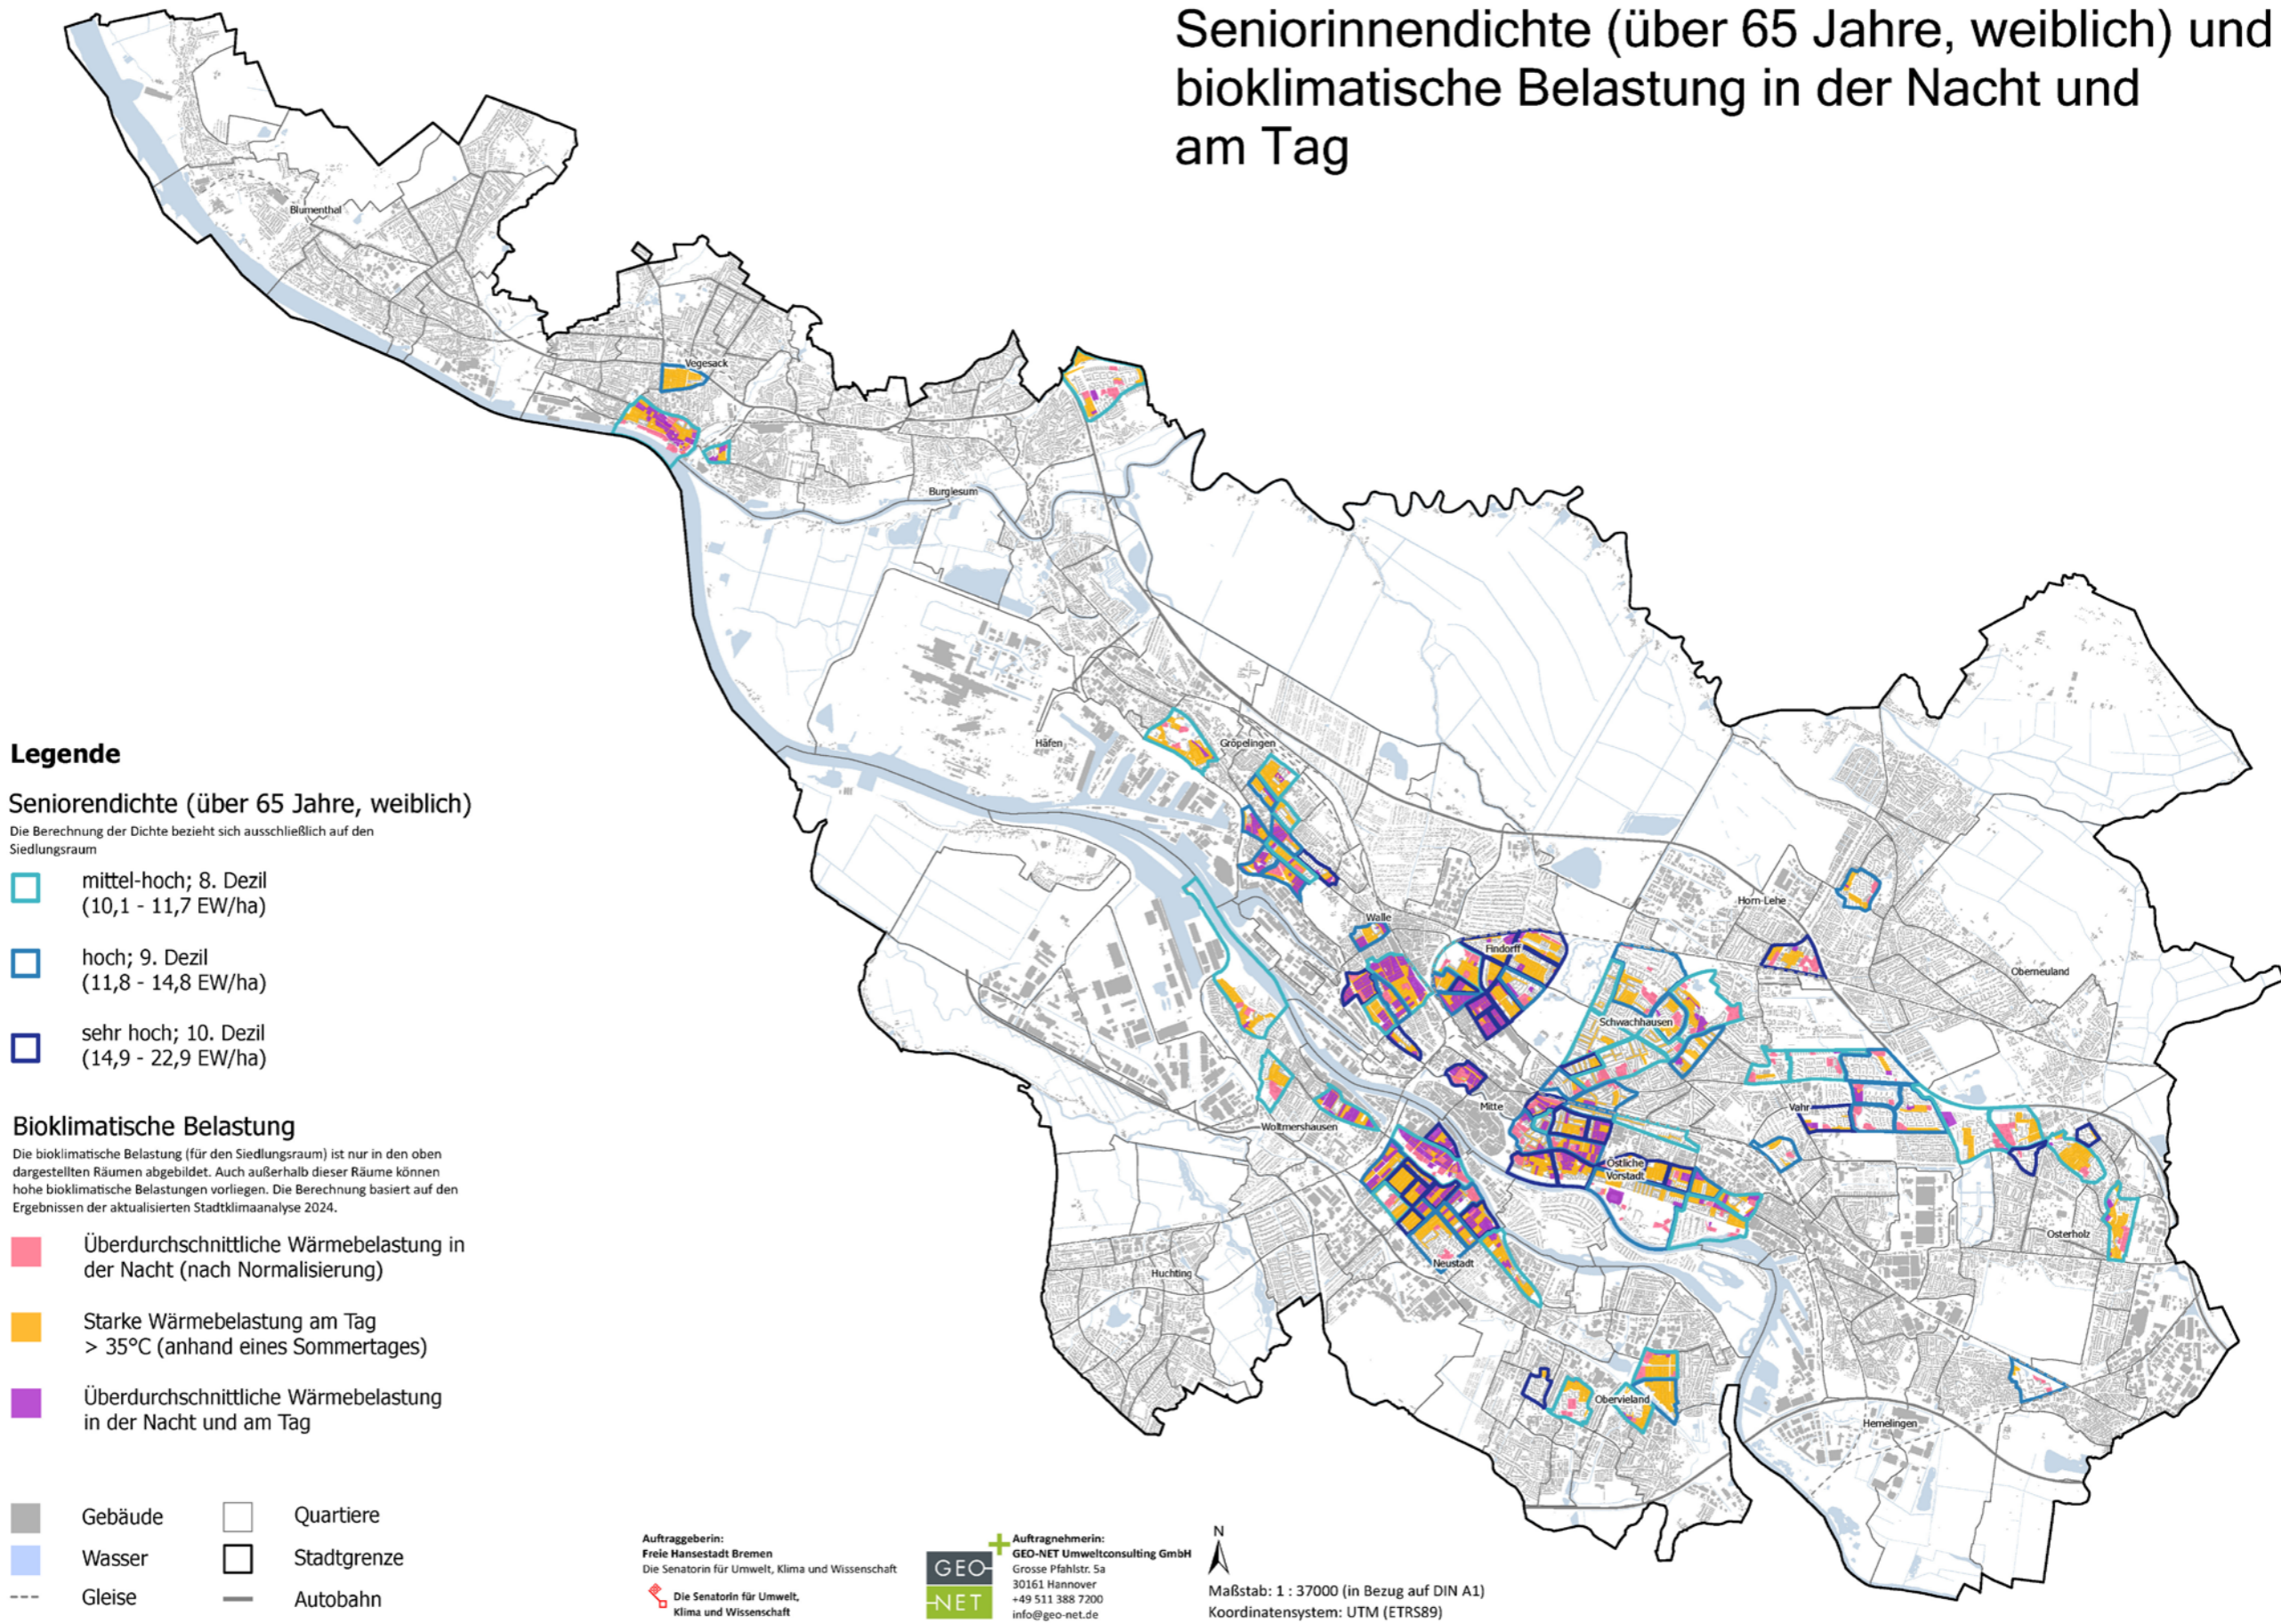 Seniorinnendichte (über 65 Jahre, weiblich) und
bioklimatische Belastung in der Nacht und
am Tag
Blumenthal
Vegesack
Burglesum
Häfen
Gröpelingen
Walle
Findorff
Horn-Lehe
Oberneuland
Schwachhausen
Mitte
Vahr
Woltmershausen
Östliche
Vorstadt
Osterholz
Neustadt
Huchting
Obervieland
Hemelingen
Legende
Seniorendichte (über 65 Jahre, weiblich)
Die Berechnung der Dichte bezieht sich ausschließlich auf den
Siedlungsraum
mittel-hoch; 8. Dezil
(10,1 - 11,7 EW/ha)
hoch; 9. Dezil
(11,8 - 14,8 EW/ha)
sehr hoch; 10. Dezil
(14,9 - 22,9 EW/ha)
Bioklimatische Belastung
Die bioklimatische Belastung (für den Siedlungsraum) ist nur in den oben
dargestellten Räumen abgebildet. Auch außerhalb dieser Räume können
hohe bioklimatische Belastungen vorliegen. Die Berechnung basiert auf den
Ergebnissen der aktualisierten Stadtklimaanalyse 2024.
Überdurchschnittliche Wärmebelastung in
der Nacht (nach Normalisierung)
Starke Wärmebelastung am Tag
> 35°C (anhand eines Sommertages)
Überdurchschnittliche Wärmebelastung
in der Nacht und am Tag
Gebäude
Quartiere
Wasser
Stadtgrenze
Gleise
Autobahn
Auftraggeberin:
Freie Hansestadt Bremen
Die Senatorin für Umwelt, Klima und Wissenschaft
Die Senatorin für Umwelt,
Klima und Wissenschaft
GEO-
-NET
Auftragnehmerin:
GEO-NET Umweltconsulting GmbH
Grosse Pfahlstr. 5a
30161 Hannover
+49 511 388 7200
info@geo-net.de
N
Maßstab: 1 : 37000 (in Bezug auf DIN A1)
Koordinatensystem: UTM (ETRS89)